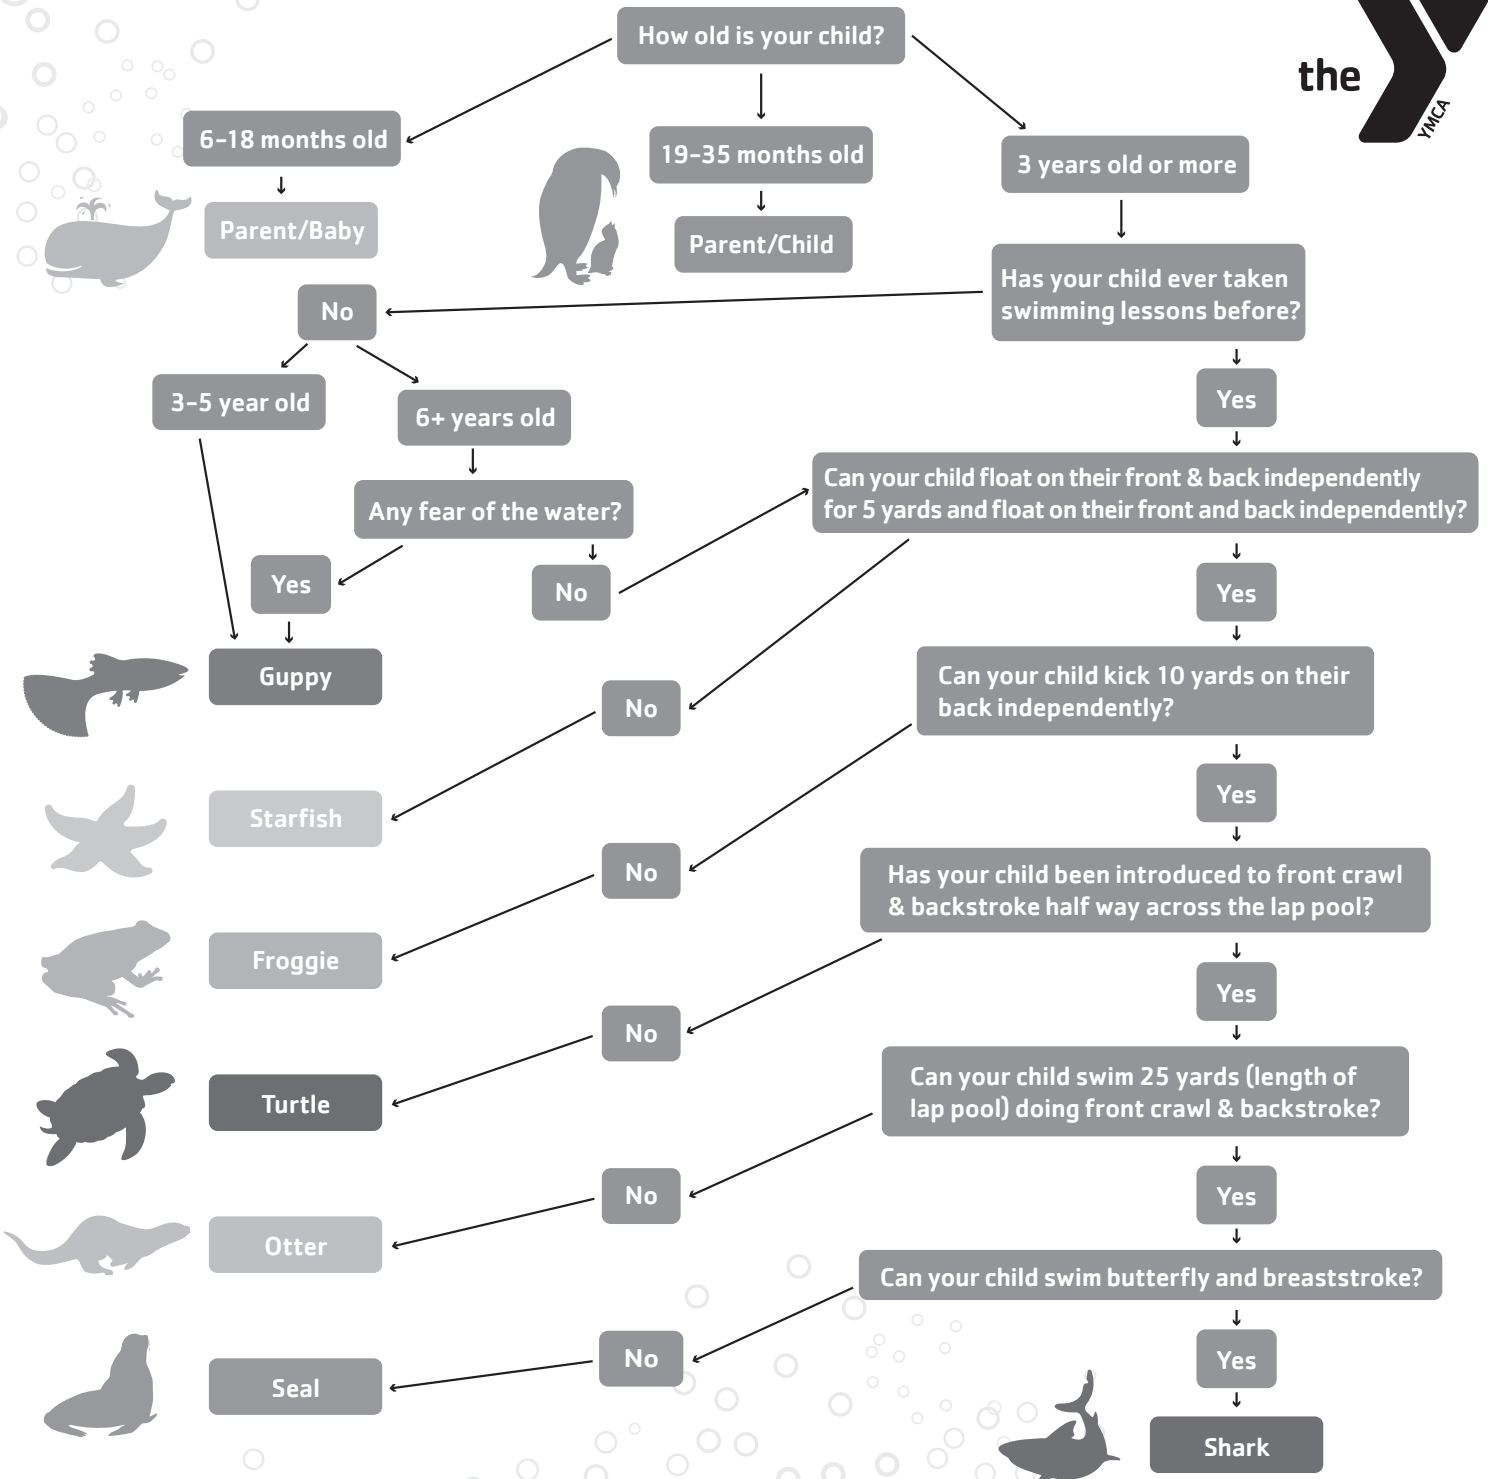 How old is your child?
the
YMCA
6-18 months old
19-35 months old
3 years old or more
Parent/Baby
Parent/Child
Has your child ever taken
swimming lessons before?
No
Yes
3-5 year old
6+ years old
Any fear of the water?
Yes
No
Can your child float on their front & back independently
for 5 yards and float on their front and back independently?
Yes
Guppy
No
Can your child kick 10 yards on their
back independently?
Yes
Starfish
No
Has your child been introduced to front crawl
& backstroke half way across the lap pool?
Yes
Froggie
No
Can your child swim 25 yards (length of
lap pool) doing front crawl & backstroke?
Yes
Turtle
No
Can your child swim butterfly and breaststroke?
Otter
No
Yes
Seal
Shark